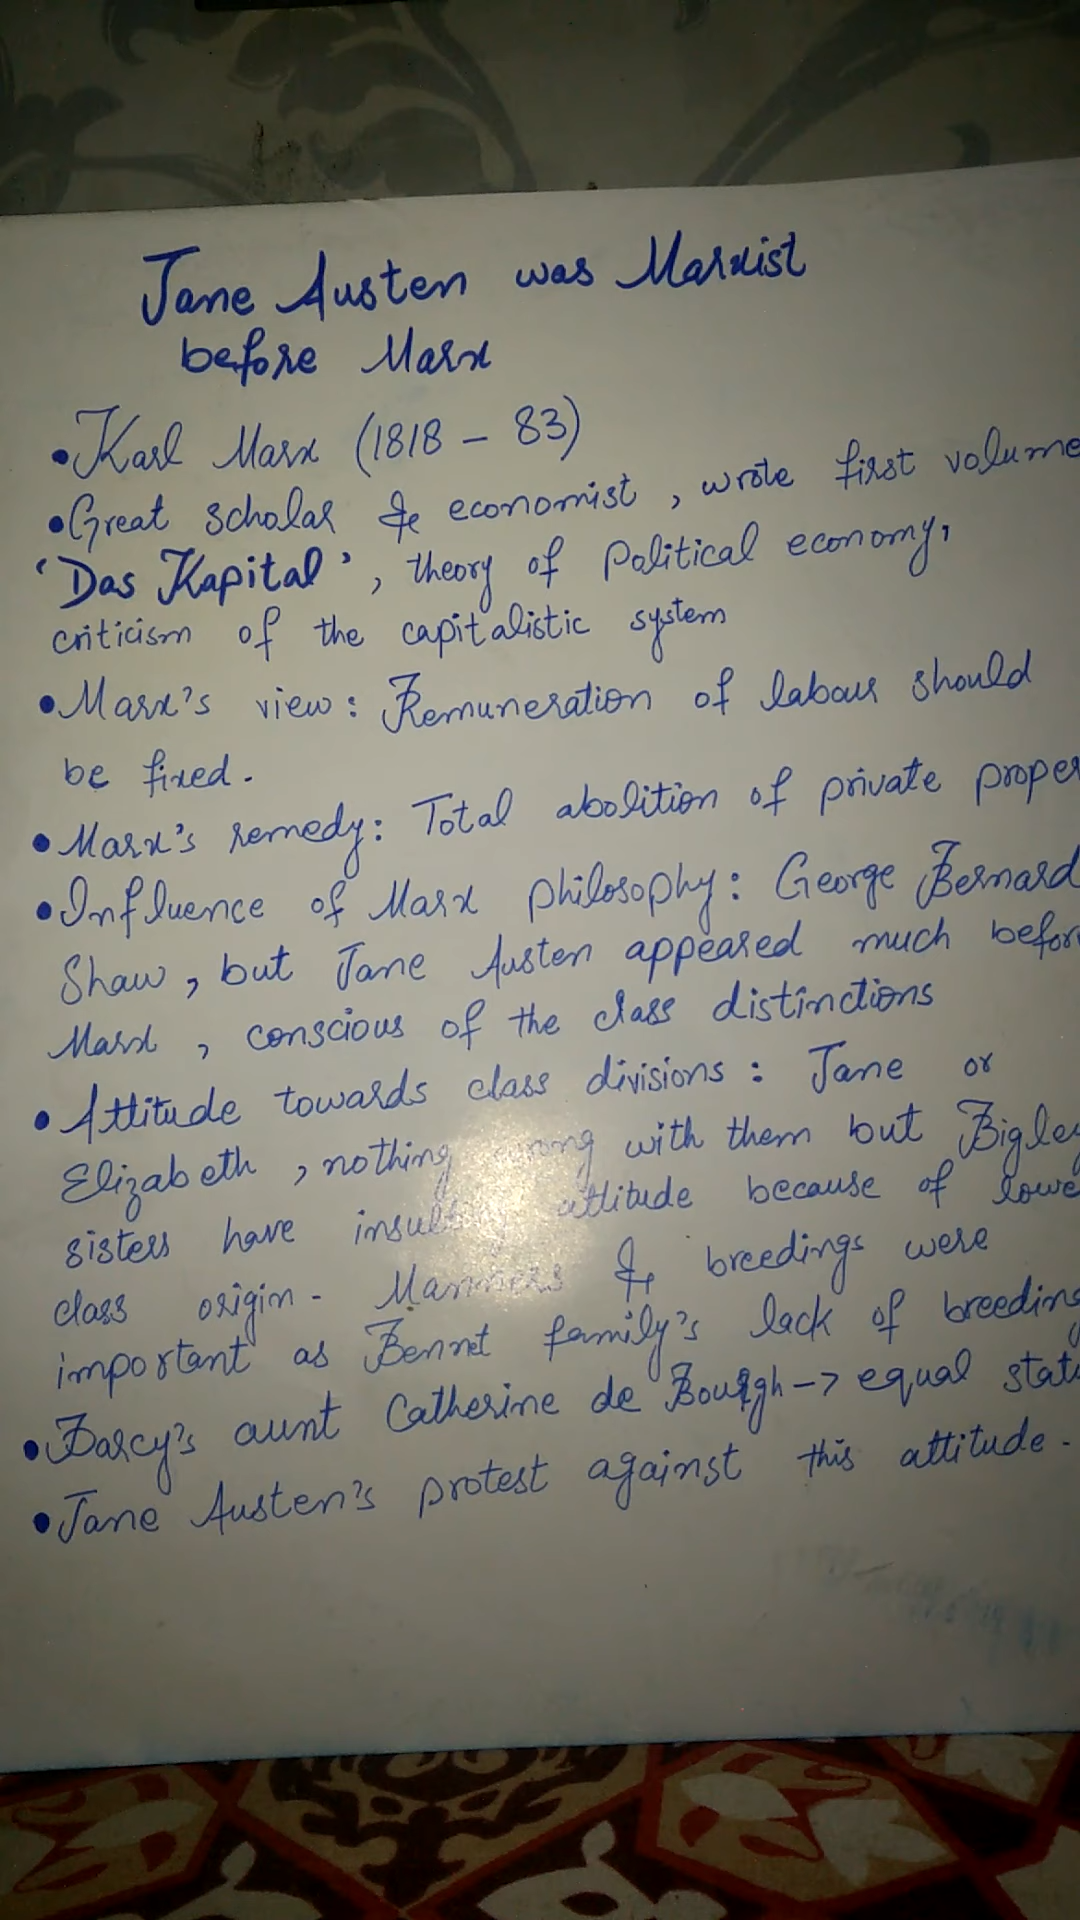 Jane Austen was Marxist
before Marx
• Karl Marx (1818 - 83)
• Great scholar & economist, wrote first volume
'Das Kapital', theory of political economy,
criticism of the capitalistic system
• Marx's view: Remuneration of labour should
be fixed.
• Marx's remedy: Total abolition of private proper
• Influence of Marx philosophy: George Bernard
Shaw, but Jane Austen appeared much befor
Marx, conscious of the class distinctions
• Attitude towards class divisions: Jane or
Elizabeth, nothing wrong with them but Bigley
sisters have insulting attitude because of lowe
class origin. Manners & breedings were
important as Bennet family's lack of breeding
• Darcy's aunt Catherine de Bourgh -> equal stat
• Jane Austen's protest against this attitude.